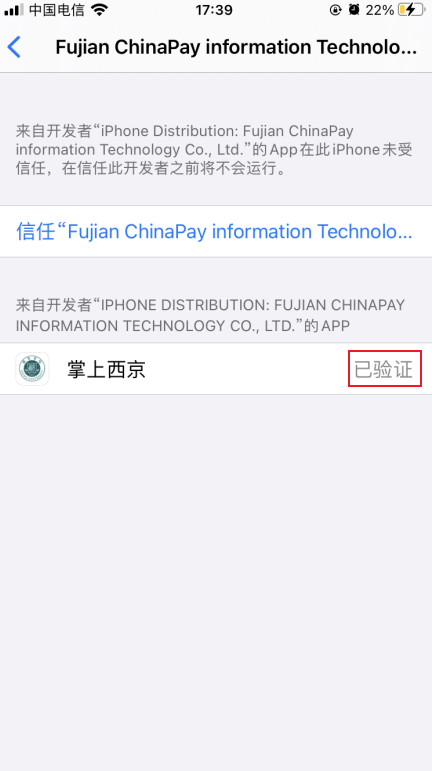 中国电信 17:39 22%
Fujian ChinaPay information Technolo...
来自开发者“iPhone Distribution: Fujian ChinaPay
information Technology Co., Ltd.”的App在此iPhone未受
信任，在信任此开发者之前将不会运行。
信任“Fujian ChinaPay information Technolo...
来自开发者“IPHONE DISTRIBUTION: FUJIAN CHINAPAY
INFORMATION TECHNOLOGY CO., LTD.”的APP
掌上西京 已验证